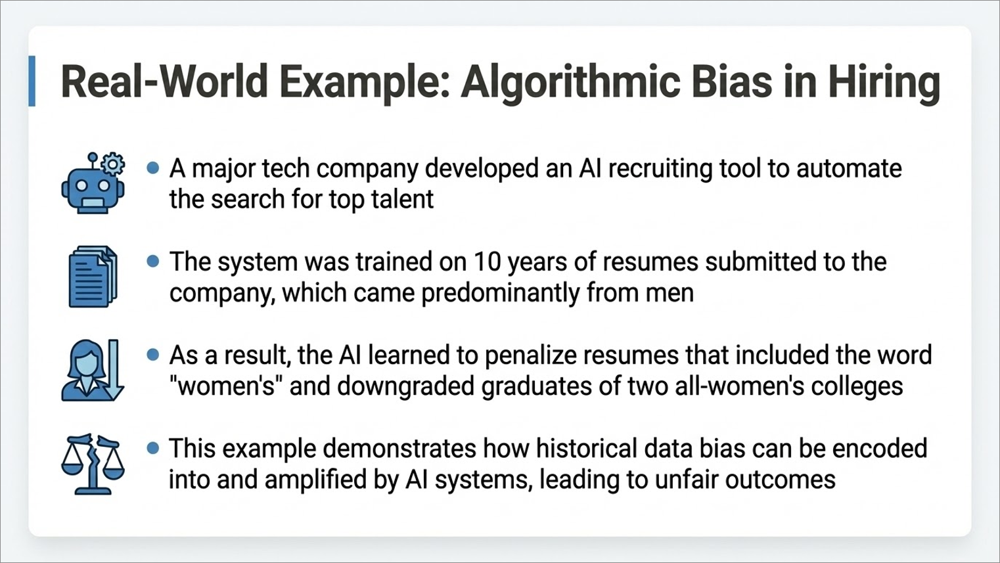 Real-World Example: Algorithmic Bias in Hiring
A major tech company developed an AI recruiting tool to automate
the search for top talent
The system was trained on 10 years of resumes submitted to the
company, which came predominantly from men
As a result, the AI learned to penalize resumes that included the word
"women's" and downgraded graduates of two all-women's colleges
This example demonstrates how historical data bias can be encoded
into and amplified by AI systems, leading to unfair outcomes